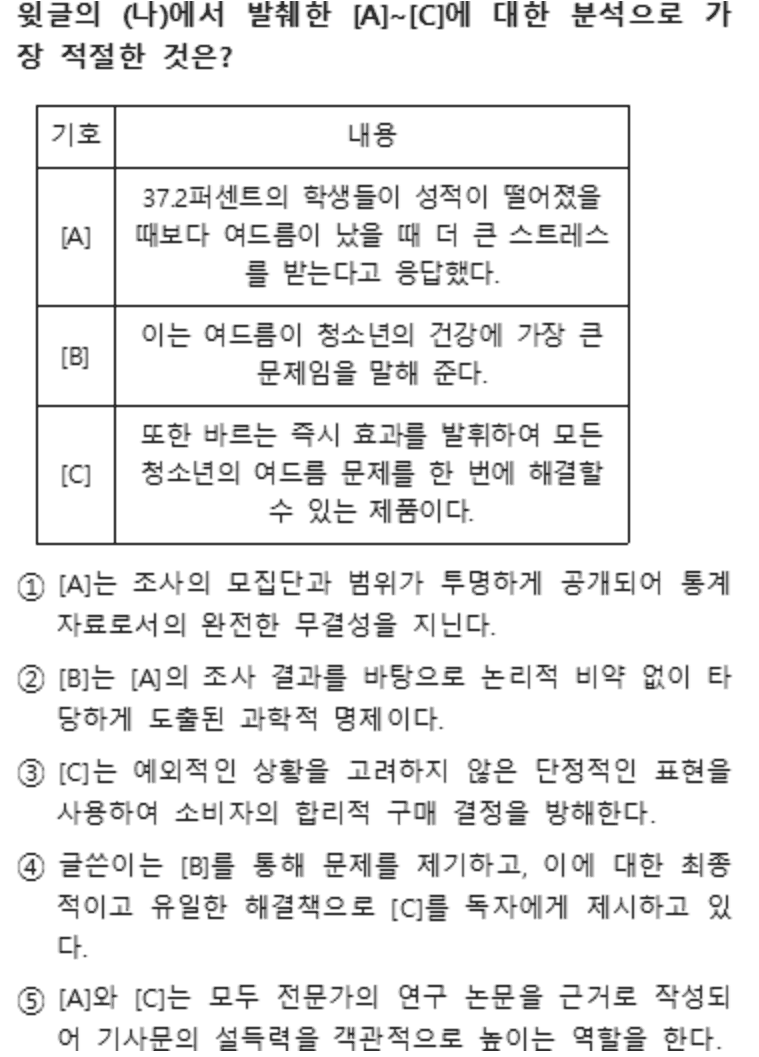 윗글의 (나)에서 발췌한 [A]~[C]에 대한 분석으로 가
장 적절한 것은?
기호
내용
[A]
37.2퍼센트의 학생들이 성적이 떨어졌을
때보다 여드름이 났을 때 더 큰 스트레스
를 받는다고 응답했다.
[B]
이는 여드름이 청소년의 건강에 가장 큰
문제임을 말해 준다.
[C]
또한 바르는 즉시 효과를 발휘하여 모든
청소년의 여드름 문제를 한 번에 해결할
수 있는 제품이다.
① [A]는 조사의 모집단과 범위가 투명하게 공개되어 통계
자료로서의 완전한 무결성을 지닌다.
② [B]는 [A]의 조사 결과를 바탕으로 논리적 비약 없이 타
당하게 도출된 과학적 명제이다.
③ [C]는 예외적인 상황을 고려하지 않은 단정적인 표현을
사용하여 소비자의 합리적 구매 결정을 방해한다.
④ 글쓴이는 [B]를 통해 문제를 제기하고, 이에 대한 최종
적이고 유일한 해결책으로 [C]를 독자에게 제시하고 있
다.
⑤ [A]와 [C]는 모두 전문가의 연구 논문을 근거로 작성되
어 기사문의 설득력을 객관적으로 높이는 역할을 한다.